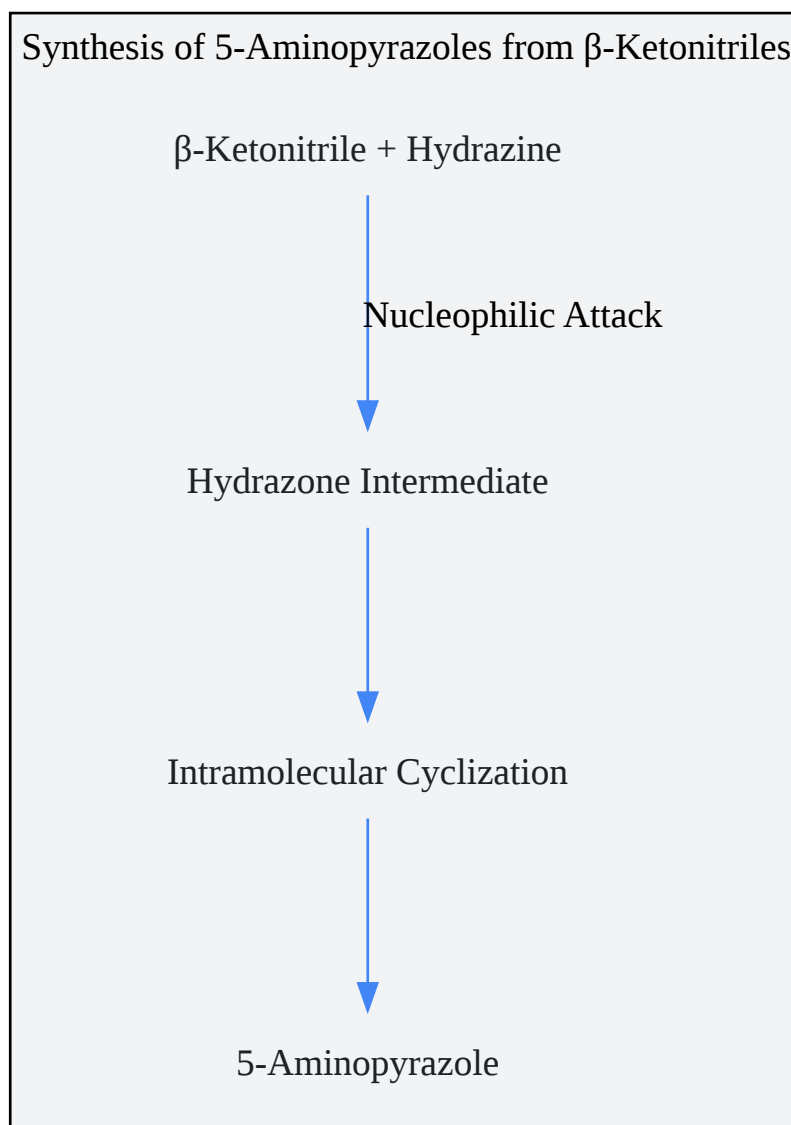 Synthesis of 5-Aminopyrazoles from β-Ketonitriles
β-Ketonitrile + Hydrazine
Nucleophilic Attack
Hydrazone Intermediate
Intramolecular Cyclization
5-Aminopyrazole